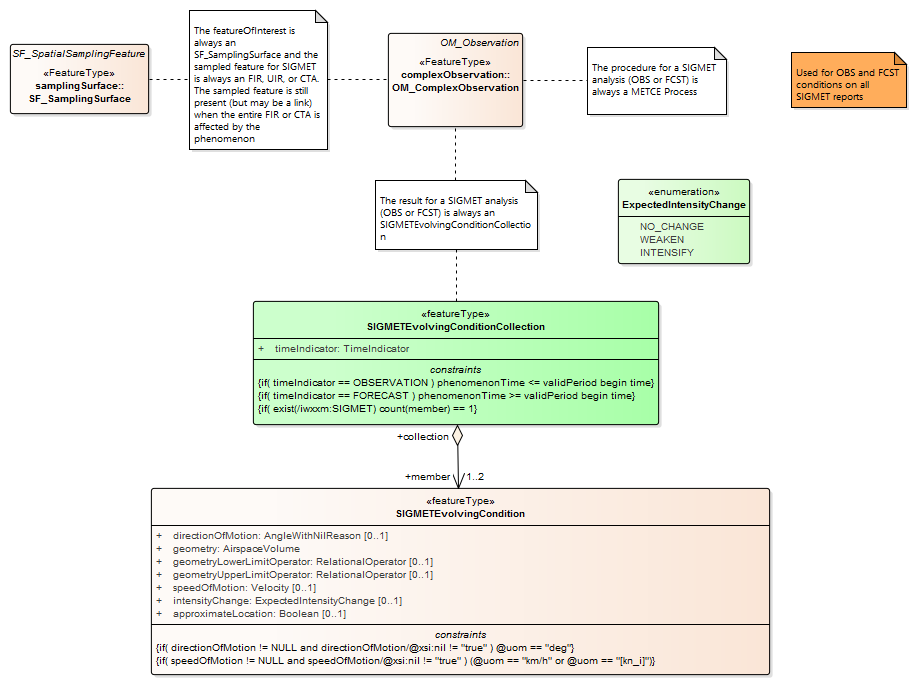 SF_SpatialSamplingFeature
«FeatureType»
samplingSurface::
SF_SamplingSurface
The featureOfInterest is
always an
SF_SamplingSurface and the
sampled feature for SIGMET
is always an FIR, UIR, or CTA.
The sampled feature is still
present (but may be a link)
when the entire FIR or CTA is
affected by the
phenomenon
OM_Observation
«FeatureType»
complexObservation::
OM_ComplexObservation
The procedure for a SIGMET
analysis (OBS or FCST) is
always a METCE Process
Used for OBS and FCST
conditions on all
SIGMET reports
The result for a SIGMET analysis
(OBS or FCST) is always an
SIGMETEvolvingConditionCollectio
n
«enumeration»
ExpectedIntensityChange
NO_CHANGE
WEAKEN
INTENSIFY
«featureType»
SIGMETEvolvingConditionCollection
+ timeIndicator: TimeIndicator
constraints
{if( timeIndicator == OBSERVATION ) phenomenonTime <= validPeriod begin time}
{if( timeIndicator == FORECAST ) phenomenonTime >= validPeriod begin time}
{if( exist(/iwxxm:SIGMET) count(member) == 1}
+collection
+member 1..2
«featureType»
SIGMETEvolvingCondition
+ directionOfMotion: AngleWithNilReason [0..1]
+ geometry: AirspaceVolume
+ geometryLowerLimitOperator: RelationalOperator [0..1]
+ geometryUpperLimitOperator: RelationalOperator [0..1]
+ speedOfMotion: Velocity [0..1]
+ intensityChange: ExpectedIntensityChange [0..1]
+ approximateLocation: Boolean [0..1]
constraints
{if( directionOfMotion != NULL and directionOfMotion/@xsi:nil != "true" ) @uom == "deg"}
{if( speedOfMotion != NULL and speedOfMotion/@xsi:nil != "true" ) (@uom == "km/h" or @uom == "[kn_i]")}